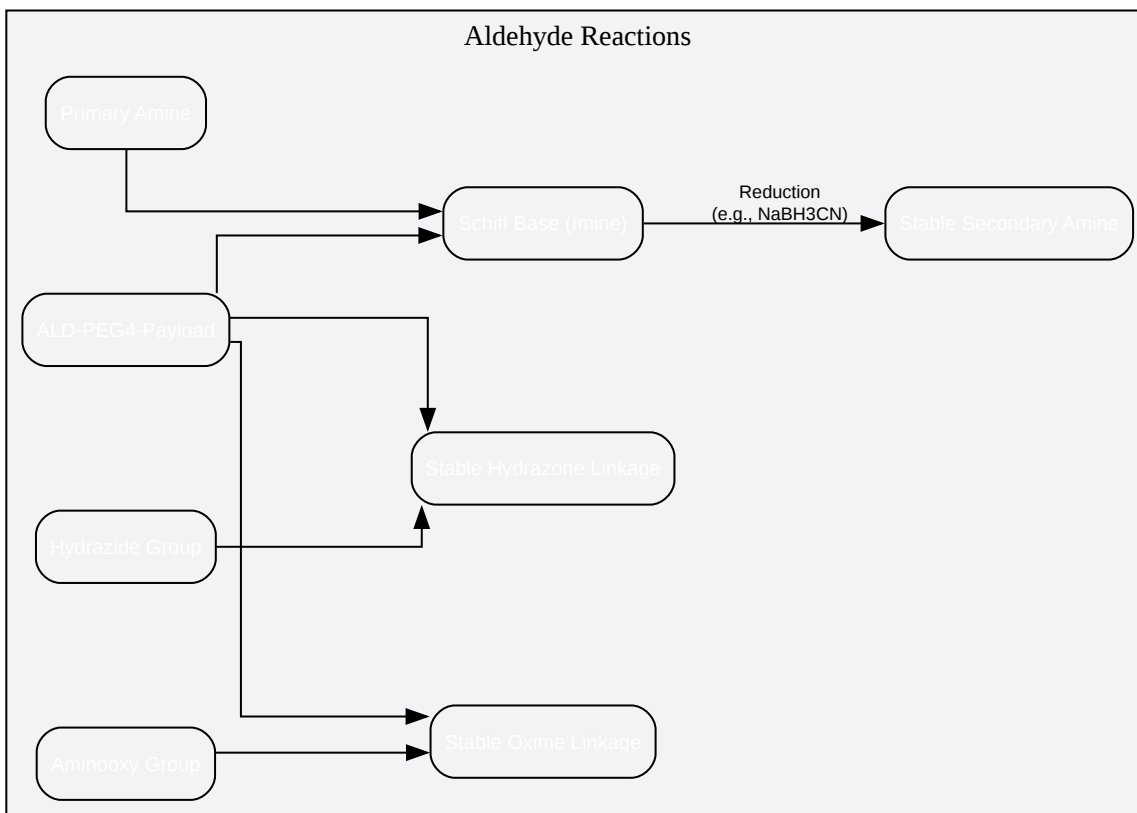 Aldehyde Reactions
Primary Amine
Reduction
(e.g., NaBH3CN)
Schiff Base (Imine)
Stable Secondary Amine
ALD-PEG4-Payload
Stable Hydrazone Linkage
Hydrazide Group
Stable Oxime Linkage
Aminooxy Group